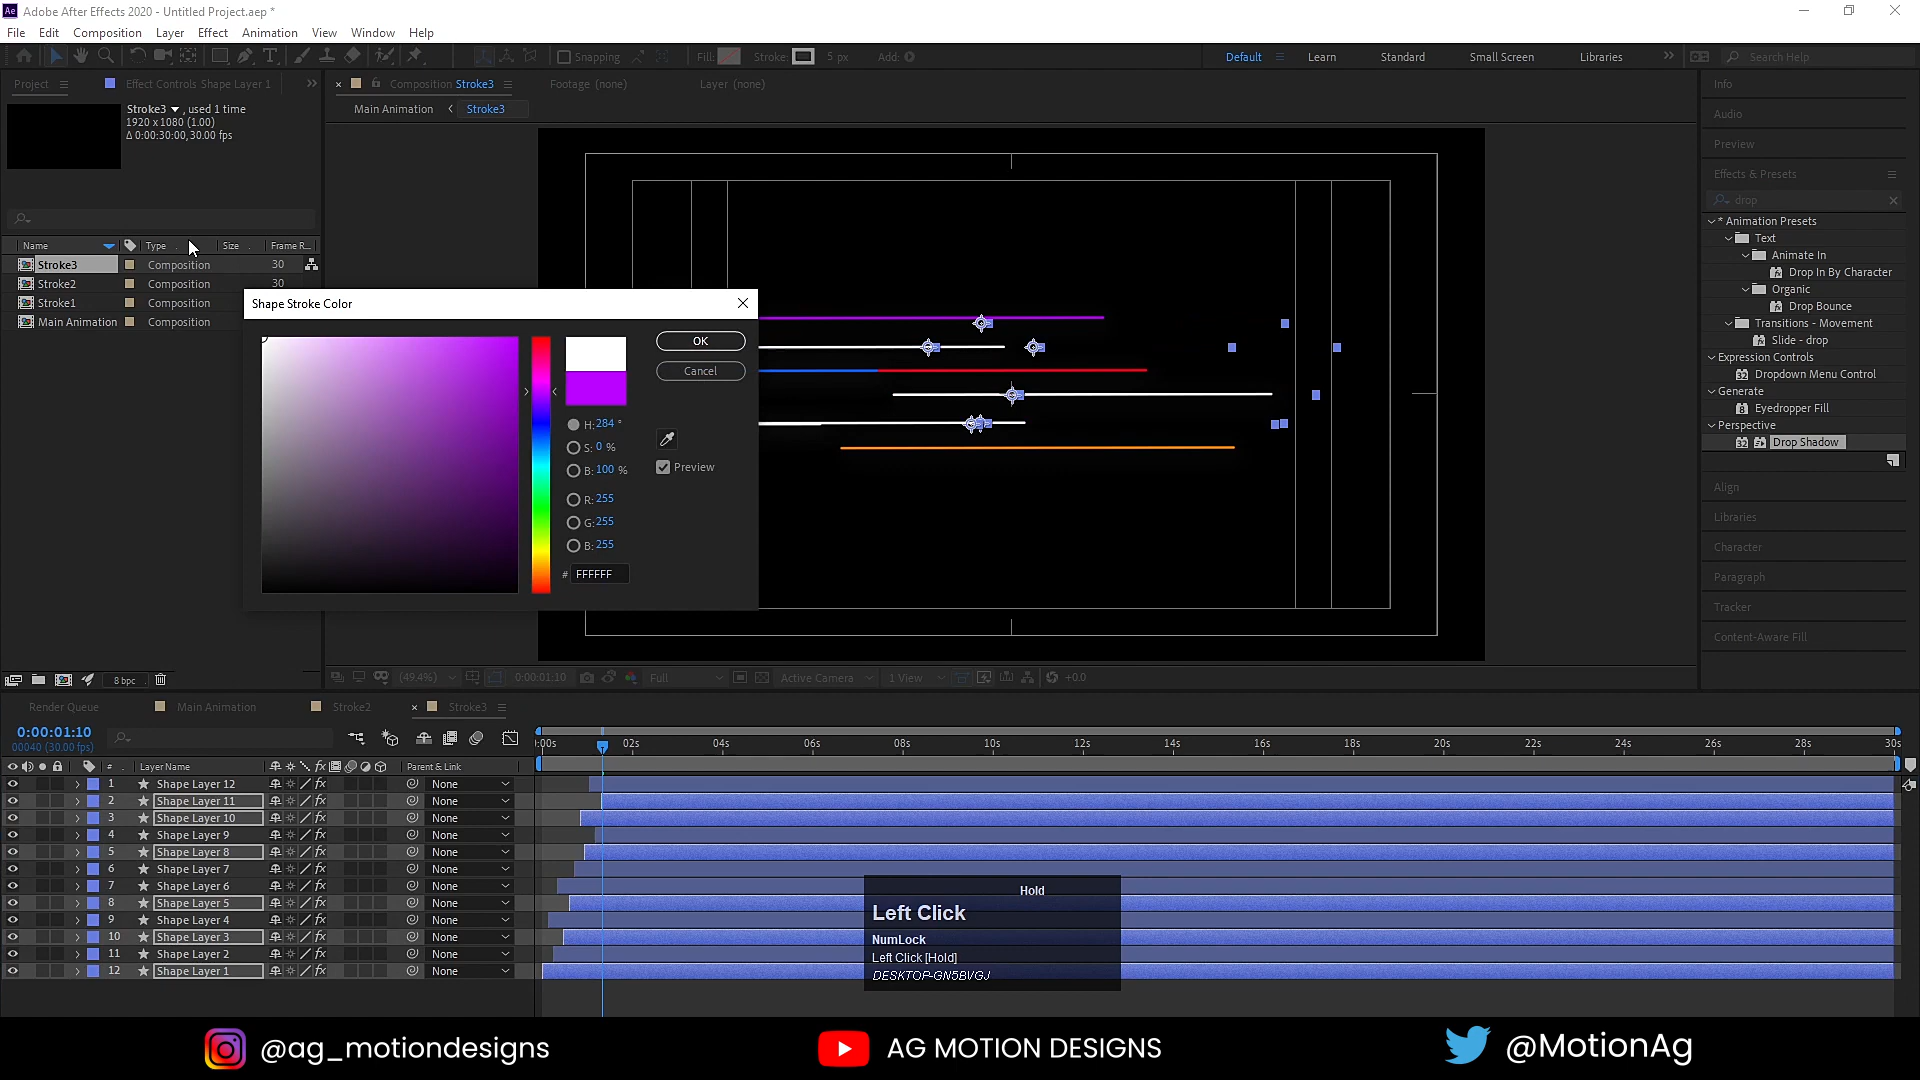 Adobe After Effects 2020 - Untitled Project.aep *
File Edit Composition Layer Effect Animation View Window Help
Snapping Fill: Stroke: 5 px Add: Default Learn Standard Small Screen Libraries Search Help
Project Effect Controls Shape Layer 1
Composition Stroke3 Footage (none) Layer (none)
Main Animation Stroke3
Stroke3 , used 1 time
1920 x 1080 (1.00)
Δ 0:00:30:00, 30.00 fps
Name Type Size Frame R...
Stroke3 Composition 30
Stroke2 Composition 30
Stroke1 Composition
Main Animation Composition
Shape Stroke Color
OK
Cancel
H: 284 °
S: 0 %
B: 100 %
R: 255
G: 255
B: 255
# FFFFFF
Preview
8 bpc
(49.4%) 0:00:01:10 Full Active Camera 1 View +0.0
Info
Audio
Preview
Effects & Presets
drop
* Animation Presets
Text
Animate In
Drop In By Character
Organic
Drop Bounce
Transitions - Movement
Slide - drop
Expression Controls
Dropdown Menu Control
Generate
Eyedropper Fill
Perspective
Drop Shadow
Align
Libraries
Character
Paragraph
Tracker
Content-Aware Fill
Render Queue Main Animation Stroke2 Stroke3
0:00:01:10
00040 (30.00 fps)
:00s 02s 04s 06s 08s 10s 12s 14s 16s 18s 20s 22s 24s 26s 28s 30s
# Layer Name Parent & Link
1 Shape Layer 12 None
2 Shape Layer 11 None
3 Shape Layer 10 None
4 Shape Layer 9 None
5 Shape Layer 8 None
6 Shape Layer 7 None
7 Shape Layer 6 None
8 Shape Layer 5 None
9 Shape Layer 4 None
10 Shape Layer 3 None
11 Shape Layer 2 None
12 Shape Layer 1 None
Hold
Left Click
NumLock
Left Click [Hold]
DESKTOP-GN5BVGJ
@ag_motiondesigns AG MOTION DESIGNS @MotionAg